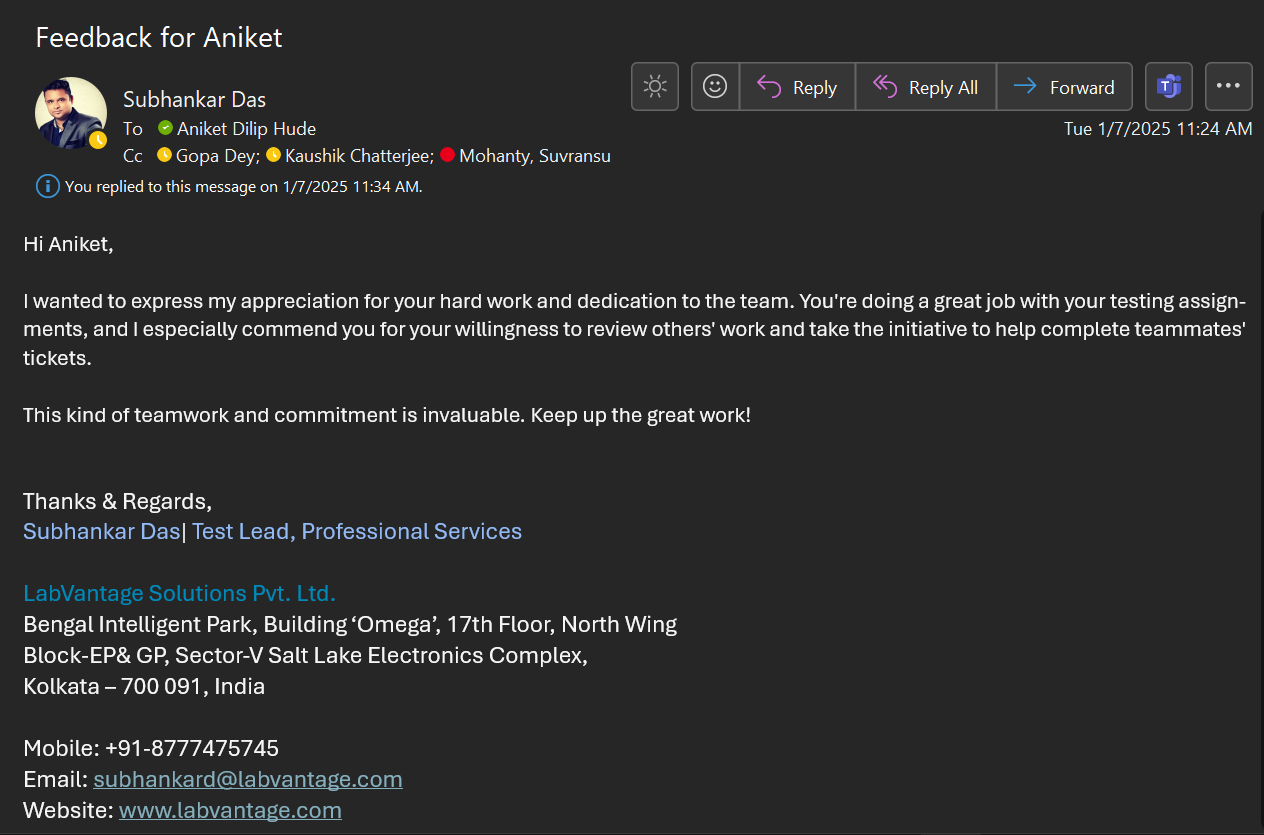 Feedback for Aniket
Subhankar Das
Reply
Reply All
Forward
T
To Aniket Dilip Hude
Tue 1/7/2025 11:24 AM
Cc Gopa Dey; Kaushik Chatterjee; Mohanty, Suvransu
You replied to this message on 1/7/2025 11:34 AM.
Hi Aniket,
I wanted to express my appreciation for your hard work and dedication to the team. You're doing a great job with your testing assign-
ments, and I especially commend you for your willingness to review others' work and take the initiative to help complete teammates'
tickets.
This kind of teamwork and commitment is invaluable. Keep up the great work!
Thanks & Regards,
Subhankar Das| Test Lead, Professional Services
LabVantage Solutions Pvt. Ltd.
Bengal Intelligent Park, Building ‘Omega’, 17th Floor, North Wing
Block-EP& GP, Sector-V Salt Lake Electronics Complex,
Kolkata – 700 091, India
Mobile: +91-8777475745
Email: subhankard@labvantage.com
Website: www.labvantage.com